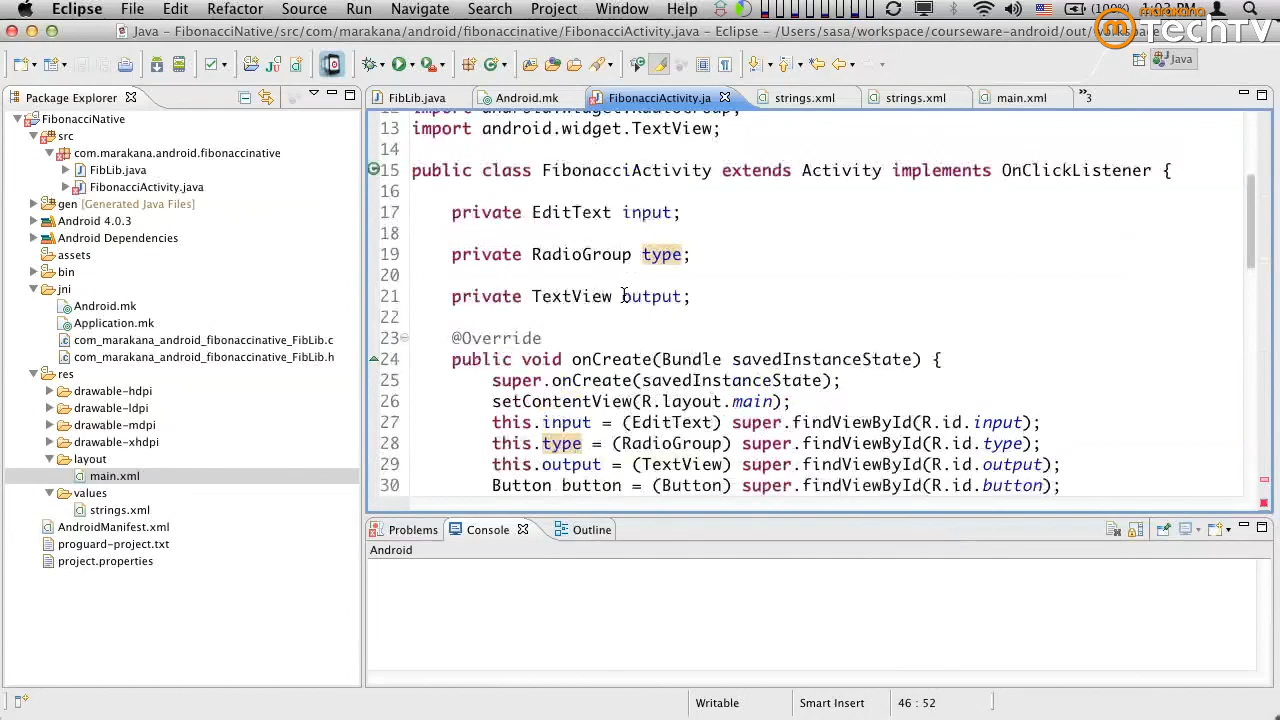 Eclipse File Edit Refactor Source Run Navigate Search Project Window Help (100%)
marakana
@TechTV
Java - FibonacciNative/src/com/marakana/android/fibonaccinative/FibonacciActivity.java - Eclipse - /Users/sasa/workspace/courseware-android/out/workspace
Java
Package Explorer
FibLib.java Android.mk FibonacciActivity.ja strings.xml strings.xml main.xml »3
FibonacciNative
src
com.marakana.android.fibonaccinative
FibLib.java
FibonacciActivity.java
gen [Generated Java Files]
Android 4.0.3
Android Dependencies
assets
bin
jni
Android.mk
Application.mk
com_marakana_android_fibonaccinative_FibLib.c
com_marakana_android_fibonaccinative_FibLib.h
res
drawable-hdpi
drawable-ldpi
drawable-mdpi
drawable-xhdpi
layout
main.xml
values
strings.xml
AndroidManifest.xml
proguard-project.txt
project.properties
13 import android.widget.TextView;
14
15 public class FibonacciActivity extends Activity implements OnClickListener {
16
17 private EditText input;
18
19 private RadioGroup type;
20
21 private TextView output;
22
23 @Override
24 public void onCreate(Bundle savedInstanceState) {
25 super.onCreate(savedInstanceState);
26 setContentView(R.layout.main);
27 this.input = (EditText) super.findViewById(R.id.input);
28 this.type = (RadioGroup) super.findViewById(R.id.type);
29 this.output = (TextView) super.findViewById(R.id.output);
30 Button button = (Button) super.findViewById(R.id.button);
Problems Console Outline
Android
Writable Smart Insert 46 : 52